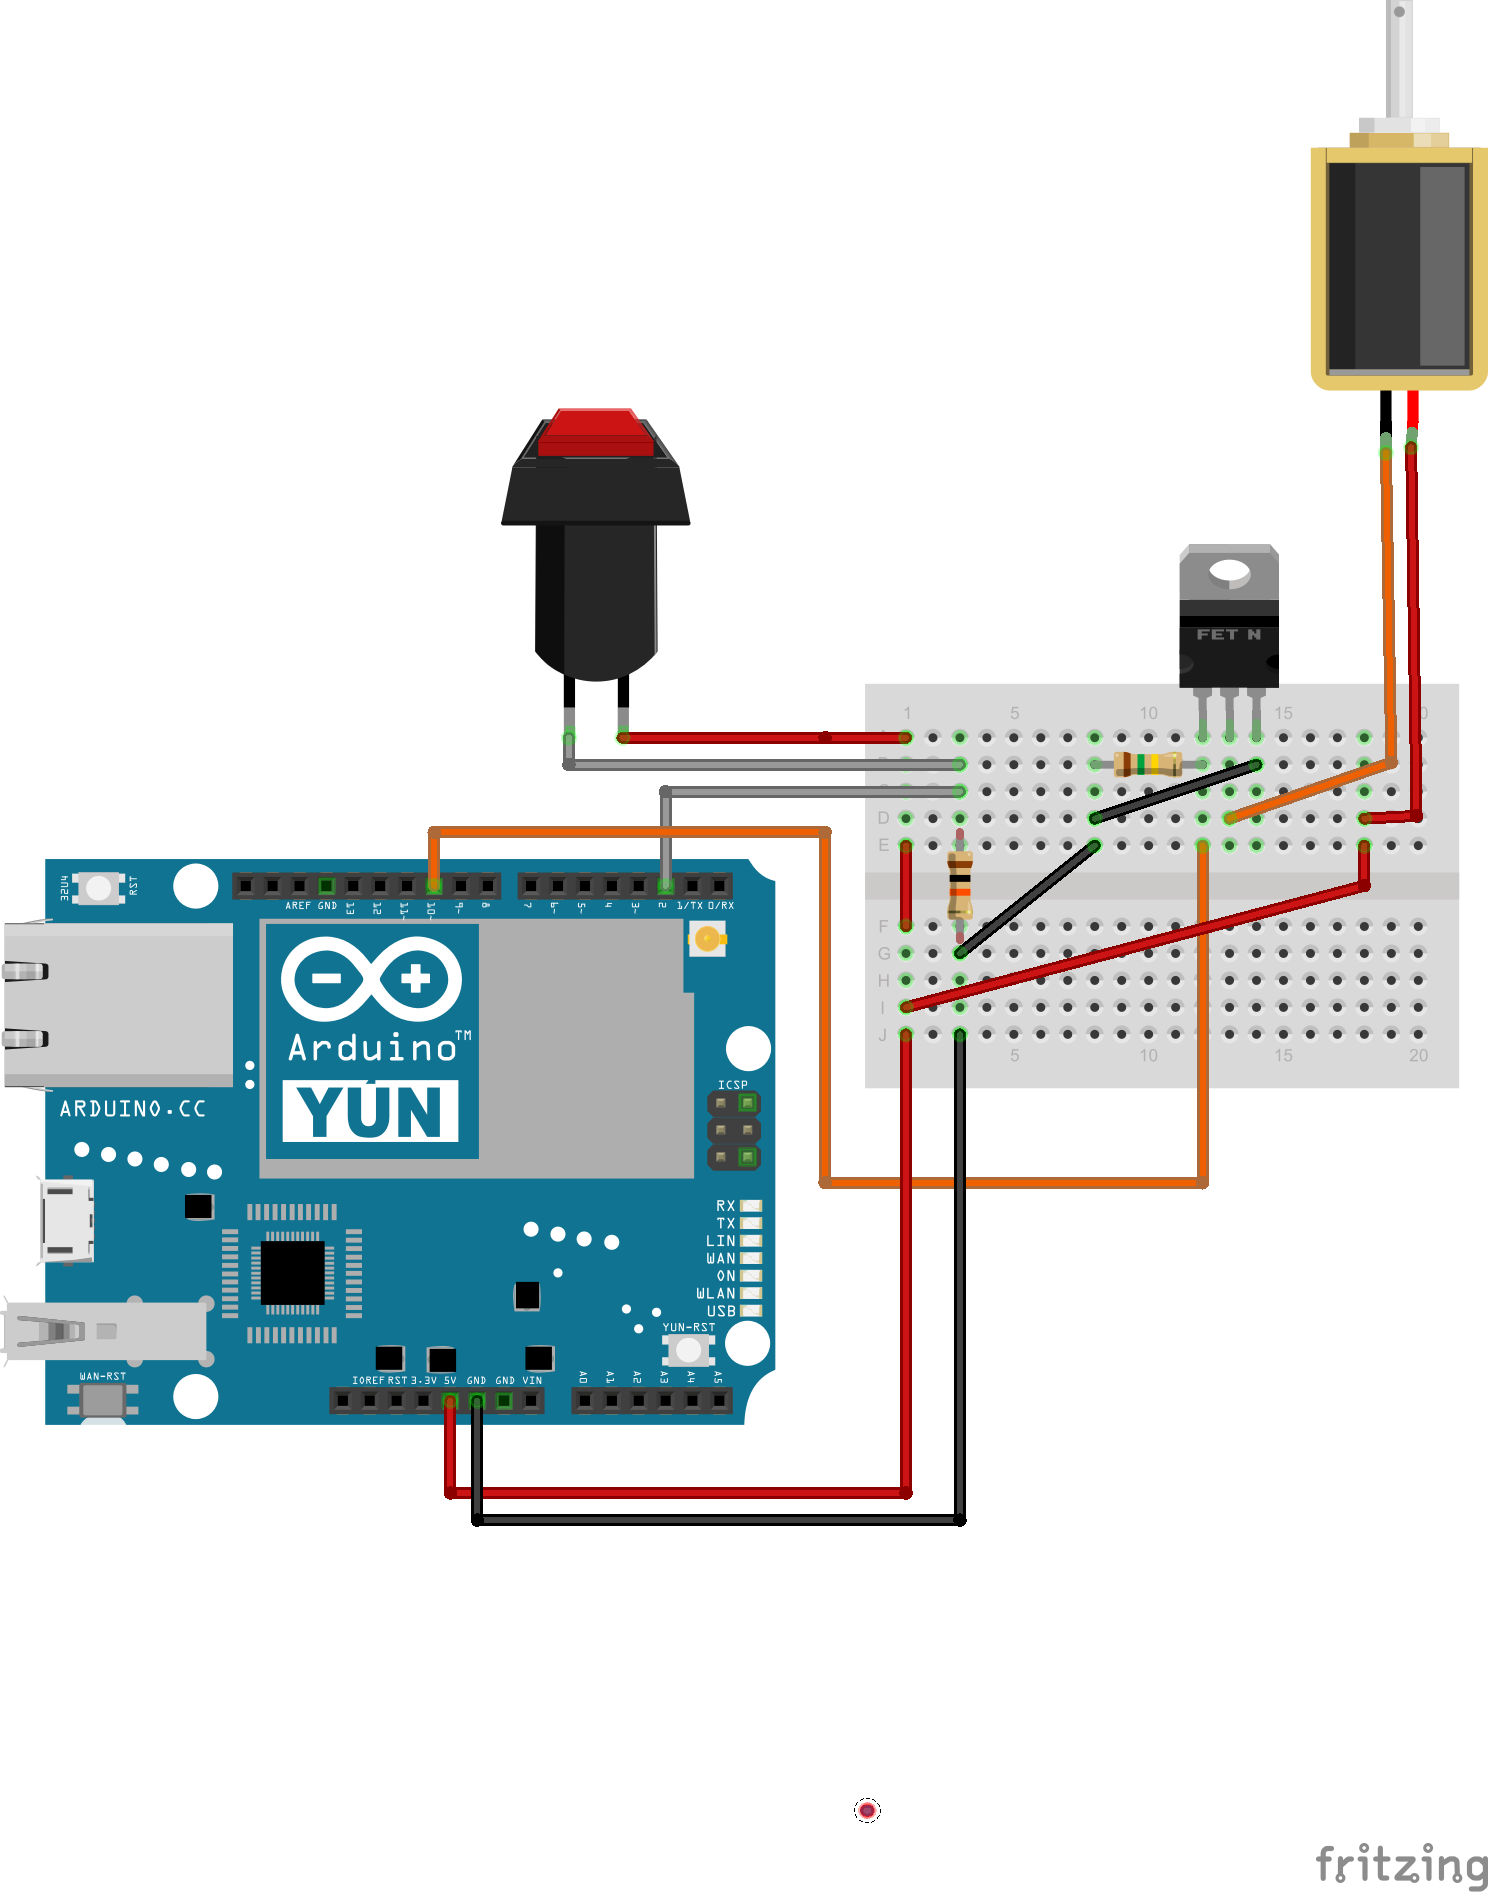 FET N
1 5 10 15 0
D
E
F
G
H
I
J
5 10 15 20
32U4
RST
AREF GND 13 12 11~ 10~ 9~ 8
7 6~ 5~ 4 3~ 2 1/TX 0/RX
Arduino™
YÚN
ARDUINO.CC
ICSP
RX
TX
LIN
WAN
ON
WLAN
USB
YUN-RST
WAN-RST
IOREF RST 3.3V 5V GND GND VIN
A0 A1 A2 A3 A4 A5
fritzing